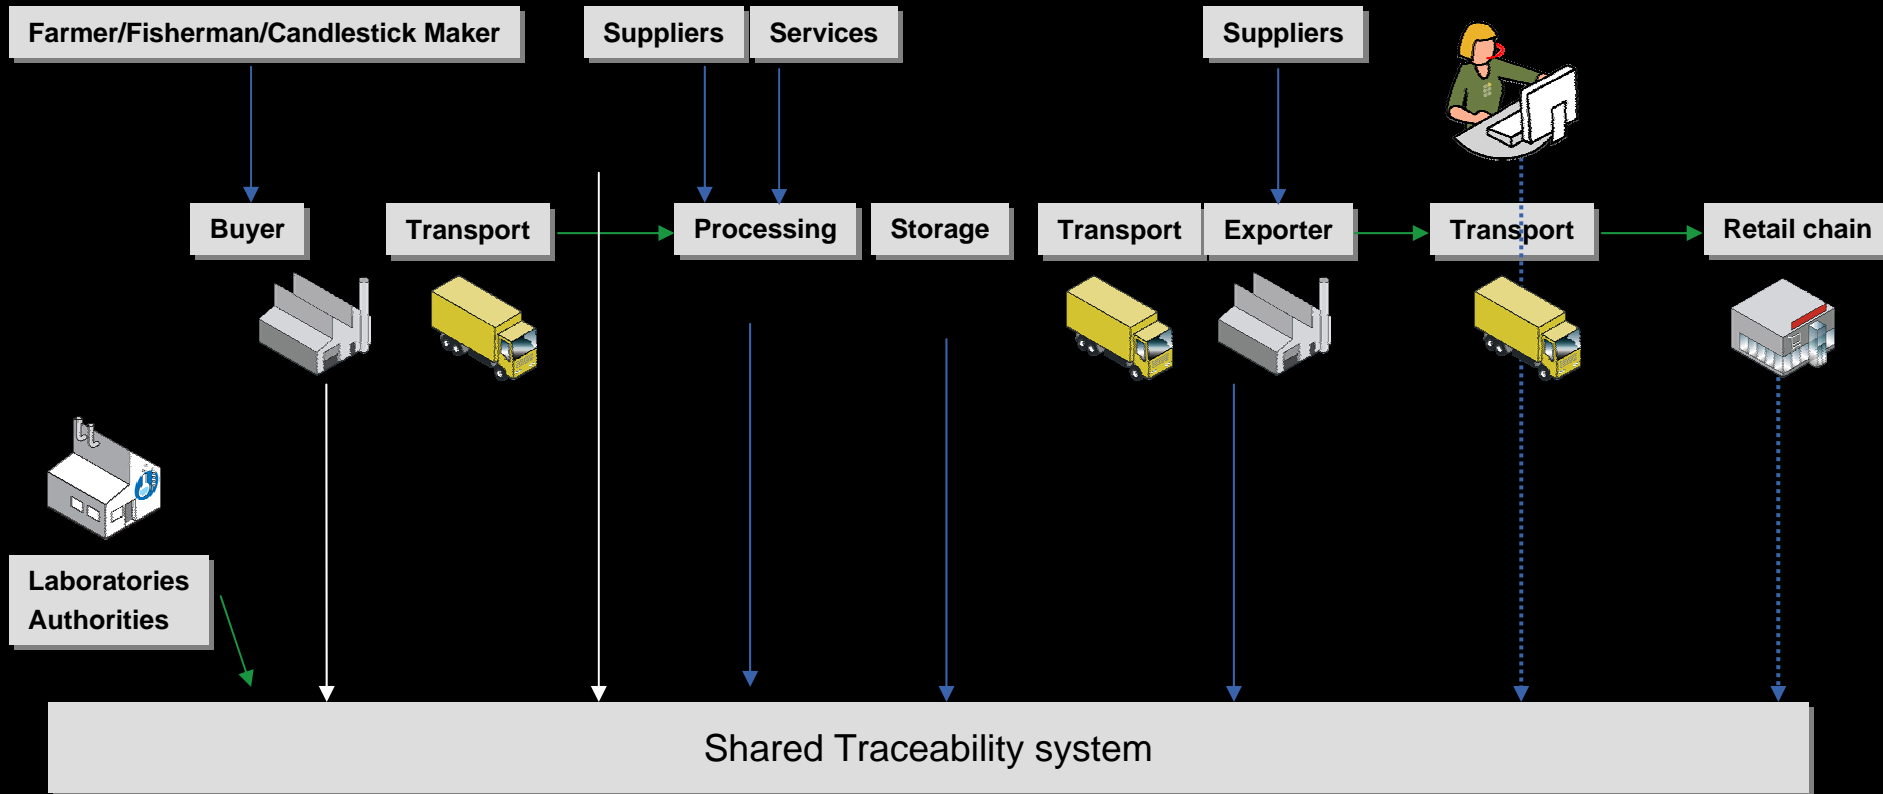 Farmer/Fisherman/Candlestick Maker
Suppliers
Services
Suppliers
Buyer
Transport
Processing
Storage
Transport
Exporter
Transport
Retail chain
Laboratories
Authorities
Shared Traceability system